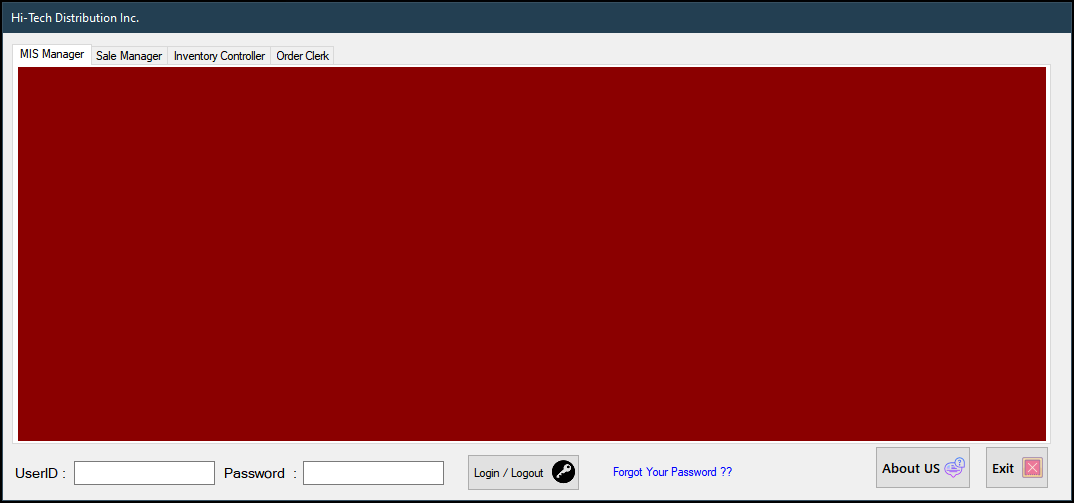 Hi-Tech Distribution Inc.
MIS Manager Sale Manager Inventory Controller Order Clerk
UserID : Password : Login / Logout Forgot Your Password ?? About US ? Exit